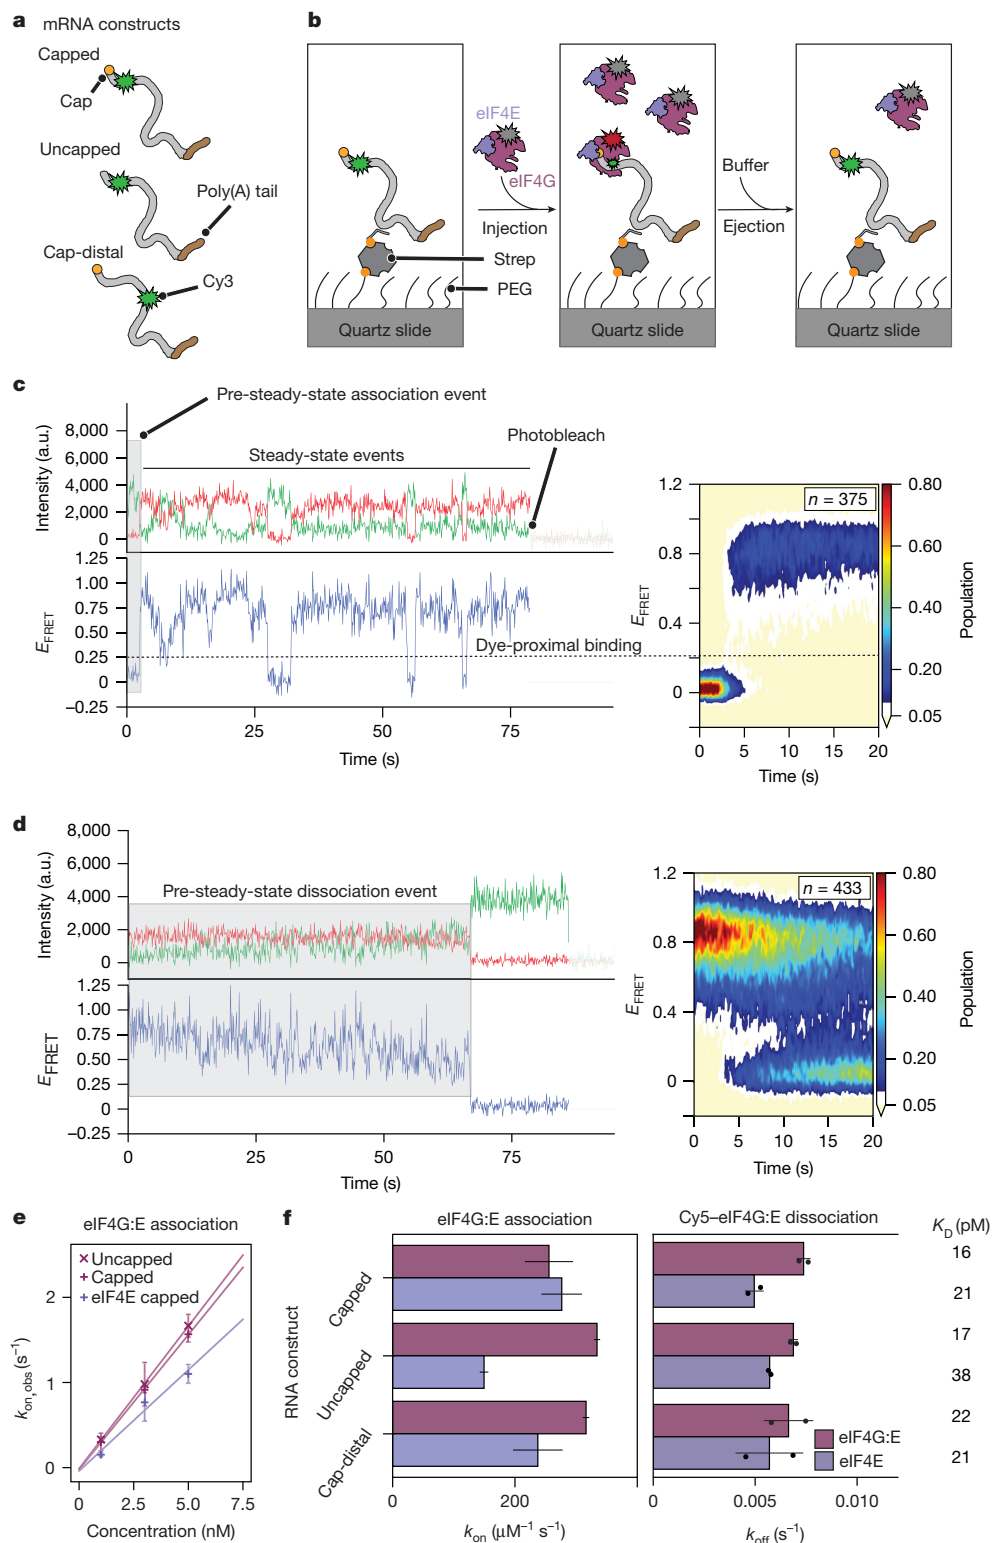 a
mRNA constructs
Capped
Cap
Uncapped
Poly(A) tail
Cap-distal
Cy3
b
eIF4E
eIF4G
Injection
Strep
PEG
Buffer
Ejection
Quartz slide
Quartz slide
Quartz slide
c
Pre-steady-state association event
Photobleach
Steady-state events
8,000
6,000
4,000
2,000
0
Intensity (a.u.)
1.25
1.00
0.75
0.50
0.25
0
–0.25
E_FRET
Dye-proximal binding
0
25
50
75
Time (s)
n = 375
1.2
0.8
0.4
0
E_FRET
0
5
10
15
20
Time (s)
0.80
0.60
0.40
0.20
0.05
Population
d
Pre-steady-state dissociation event
8,000
6,000
4,000
2,000
0
Intensity (a.u.)
1.25
1.00
0.75
0.50
0.25
0
–0.25
E_FRET
0
25
50
75
Time (s)
n = 433
1.2
0.8
0.4
0
E_FRET
0
5
10
15
20
Time (s)
0.80
0.60
0.40
0.20
0.05
Population
e
eIF4G:E association
Uncapped
Capped
eIF4E capped
2
1
0
k_on,obs (s⁻¹)
0
2.5
5.0
7.5
Concentration (nM)
f
eIF4G:E association
Cy5–eIF4G:E dissociation
K_D (pM)
RNA construct
Capped
Uncapped
Cap-distal
16
21
17
38
22
21
eIF4G:E
eIF4E
0
200
k_on (μM⁻¹ s⁻¹)
0
0.005
0.010
k_off (s⁻¹)